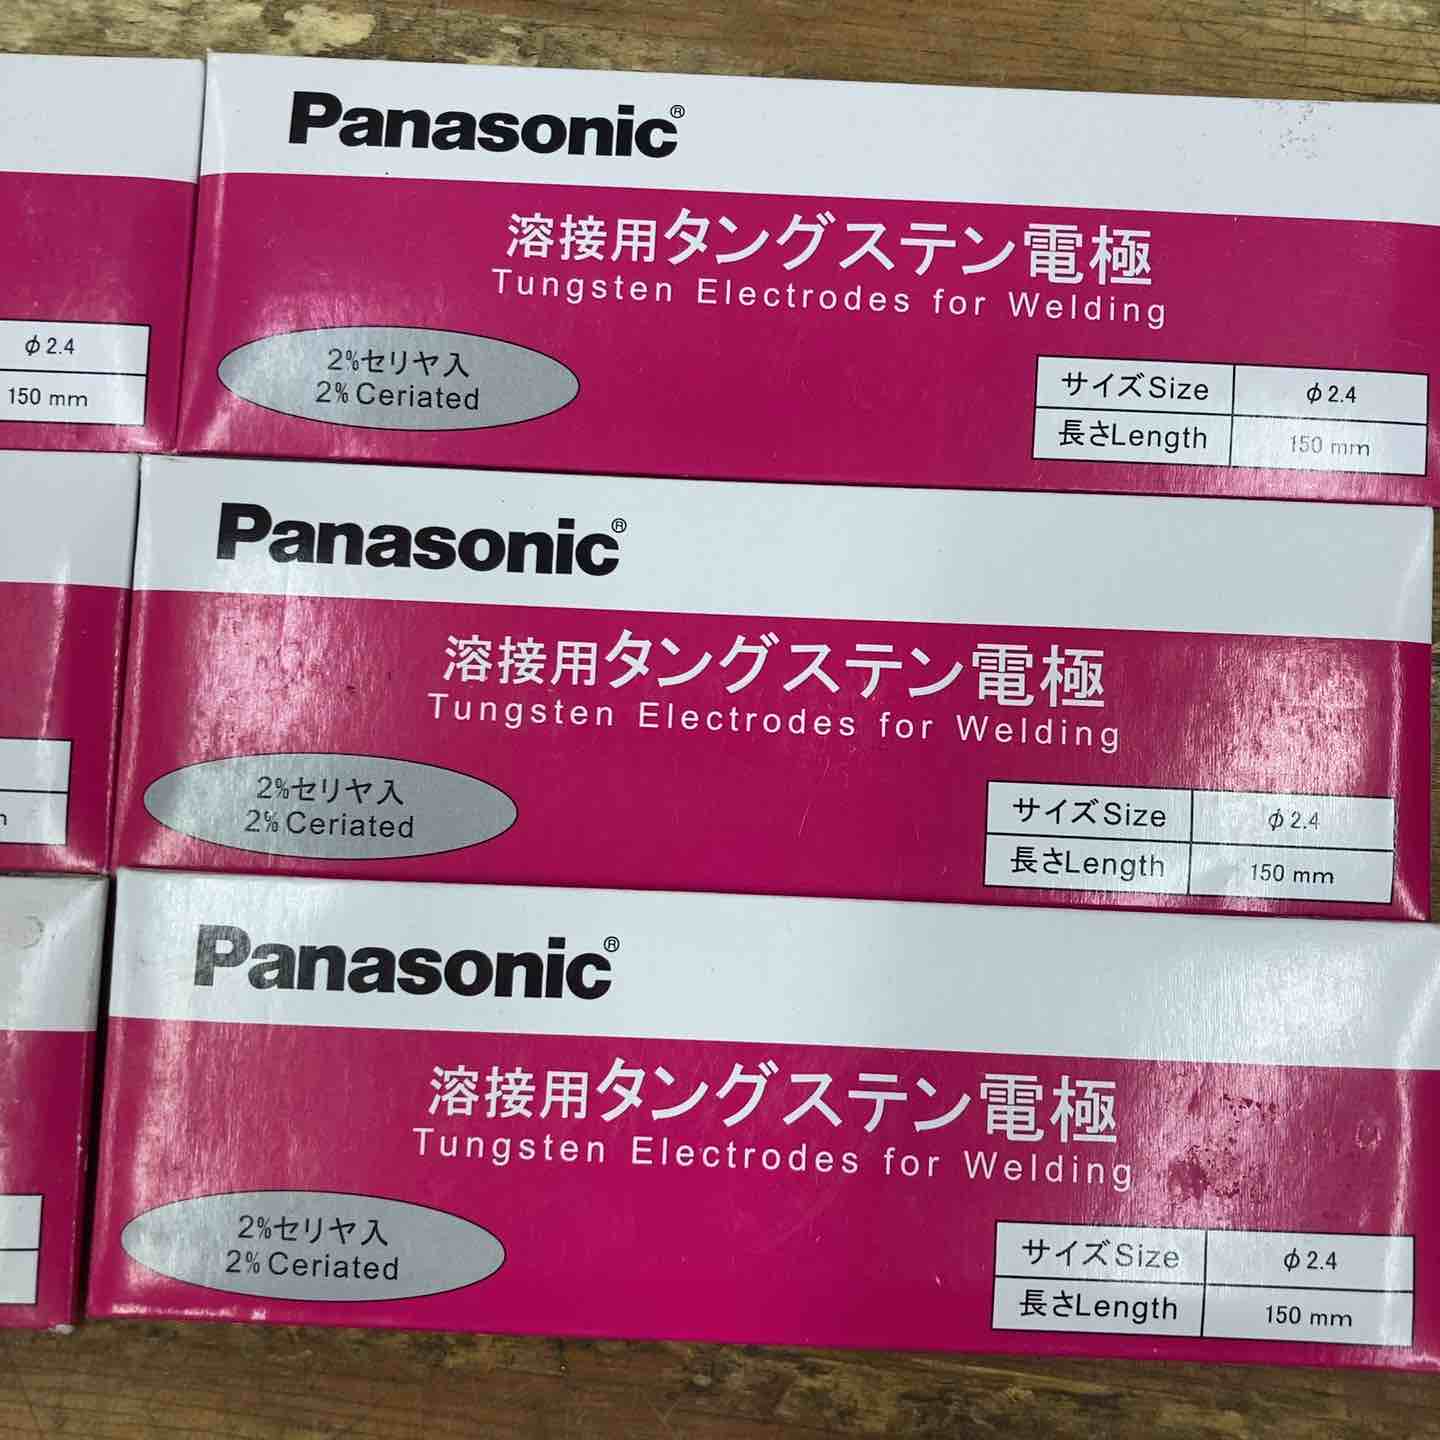 φ2.4
150 mm
Panasonic®
溶接用タングステン電極
Tungsten Electrodes for Welding
2%セリヤ入
2% Ceriated
サイズSize φ2.4
長さLength 150 mm
Panasonic®
溶接用タングステン電極
Tungsten Electrodes for Welding
2%セリヤ入
2% Ceriated
サイズSize φ2.4
長さLength 150 mm
Panasonic®
溶接用タングステン電極
Tungsten Electrodes for Welding
2%セリヤ入
2% Ceriated
サイズSize φ2.4
長さLength 150 mm